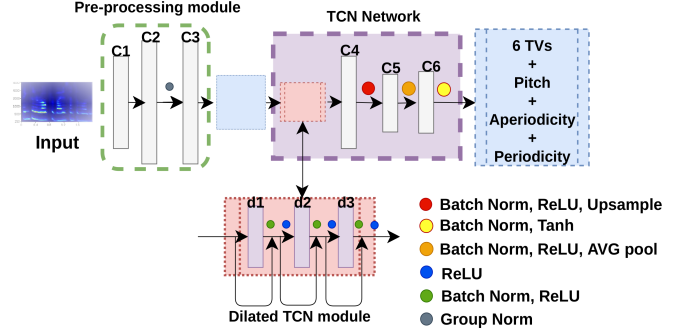 Pre-processing module
TCN Network
C1
C2
C3
C4
C5
C6
6 TVs
+
Pitch
+
Aperiodicity
+
Periodicity
Input
d1
d2
d3
Dilated TCN module
Batch Norm, ReLU, Upsample
Batch Norm, Tanh
Batch Norm, ReLU, AVG pool
ReLU
Batch Norm, ReLU
Group Norm